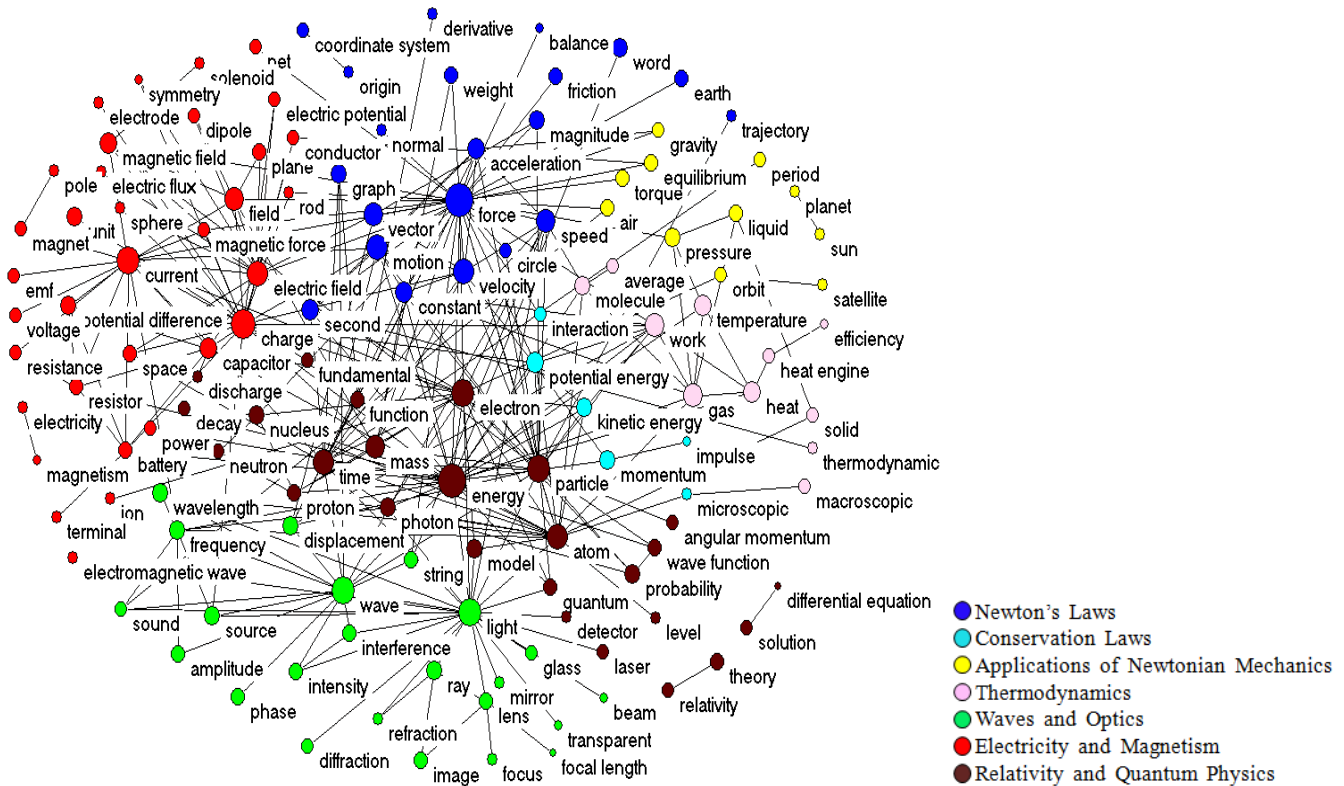 derivative
coordinate system
balance
word
net
solenoid
origin
weight
friction
earth
symmetry
electrode
electric potential
dipole
magnitude
trajectory
magnetic field
plane
conductor
normal
acceleration
gravity
period
pole
electric flux
graph
equilibrium
torque
planet
unit
sphere
field
rod
vector
force
speed
air
liquid
sun
magnet
magnetic force
current
motion
circle
pressure
average
orbit
emf
electric field
velocity
molecule
satellite
constant
voltage
potential difference
charge
second
interaction
work
temperature
efficiency
resistance
space
capacitor
fundamental
potential energy
heat engine
resistor
discharge
function
electron
gas
heat
electricity
decay
nucleus
kinetic energy
solid
power
neutron
time
mass
momentum
impulse
thermodynamic
magnetism
battery
energy
particle
microscopic
macroscopic
ion
wavelength
proton
photon
terminal
frequency
displacement
atom
angular momentum
wave function
electromagnetic wave
string
model
probability
sound
source
wave
light
quantum
differential equation
detector
level
solution
amplitude
interference
glass
laser
theory
intensity
ray
mirror
beam
relativity
phase
refraction
lens
transparent
diffraction
image
focus
focal length
Newton's Laws
Conservation Laws
Applications of Newtonian Mechanics
Thermodynamics
Waves and Optics
Electricity and Magnetism
Relativity and Quantum Physics